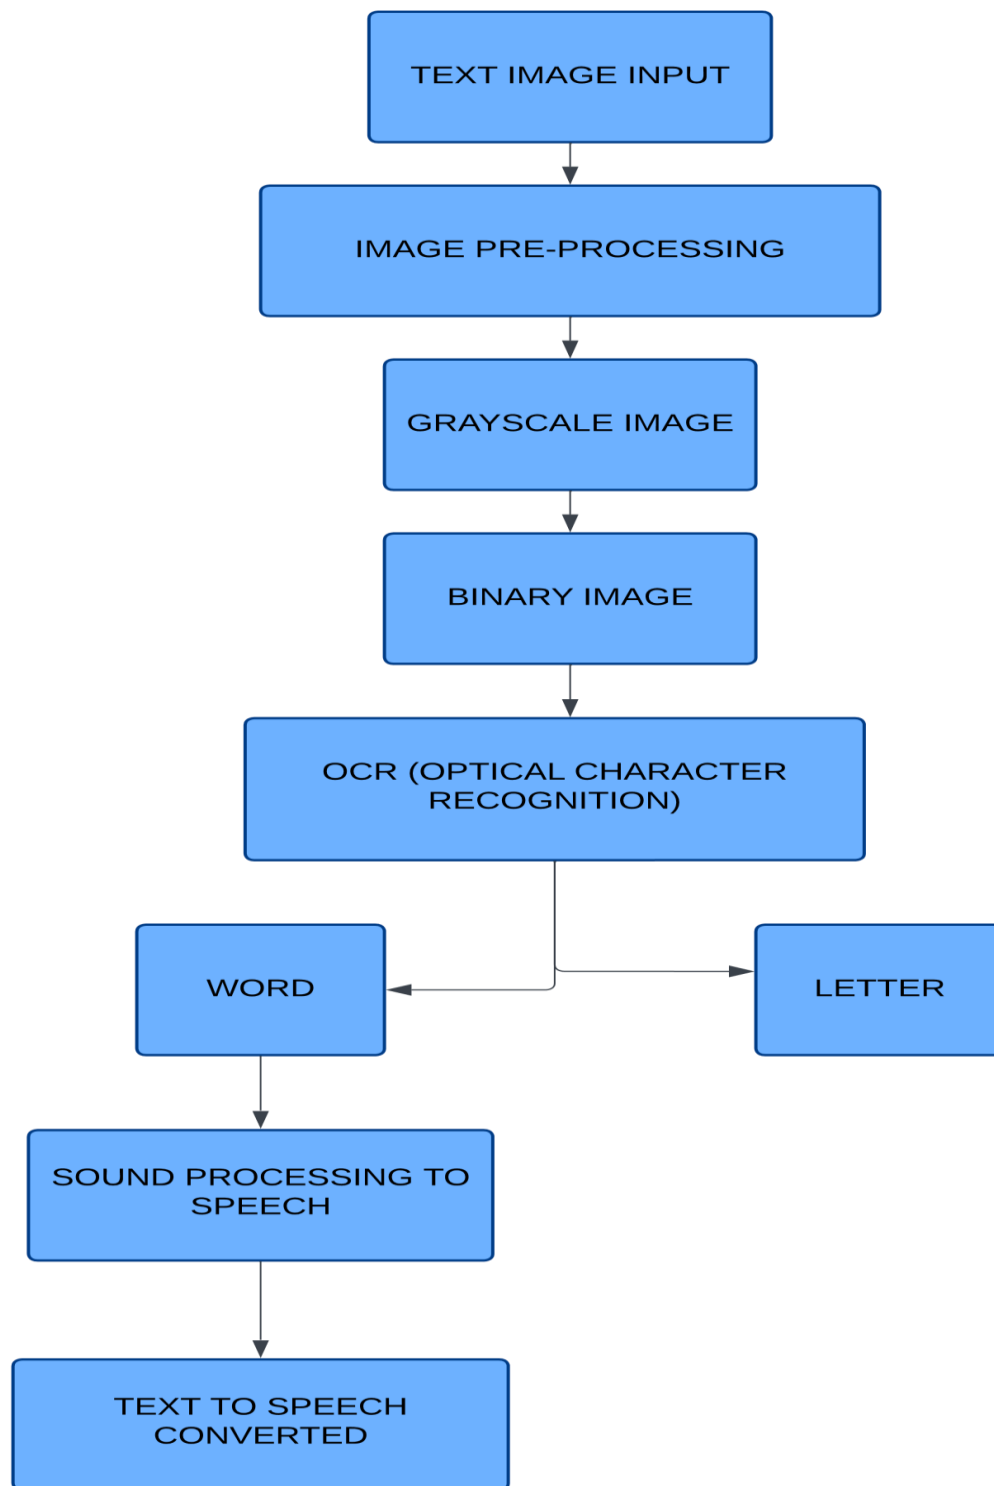 TEXT IMAGE INPUT
IMAGE PRE-PROCESSING
GRAYSCALE IMAGE
BINARY IMAGE
OCR (OPTICAL CHARACTER
RECOGNITION)
WORD
LETTER
SOUND PROCESSING TO
SPEECH
TEXT TO SPEECH
CONVERTED